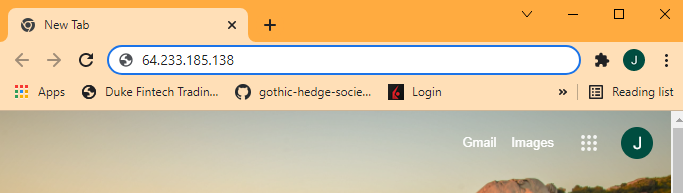 New Tab
64.233.185.138
J
Apps
Duke Fintech Tradin...
gothic-hedge-socie...
Login
»
Reading list
Gmail
Images
J